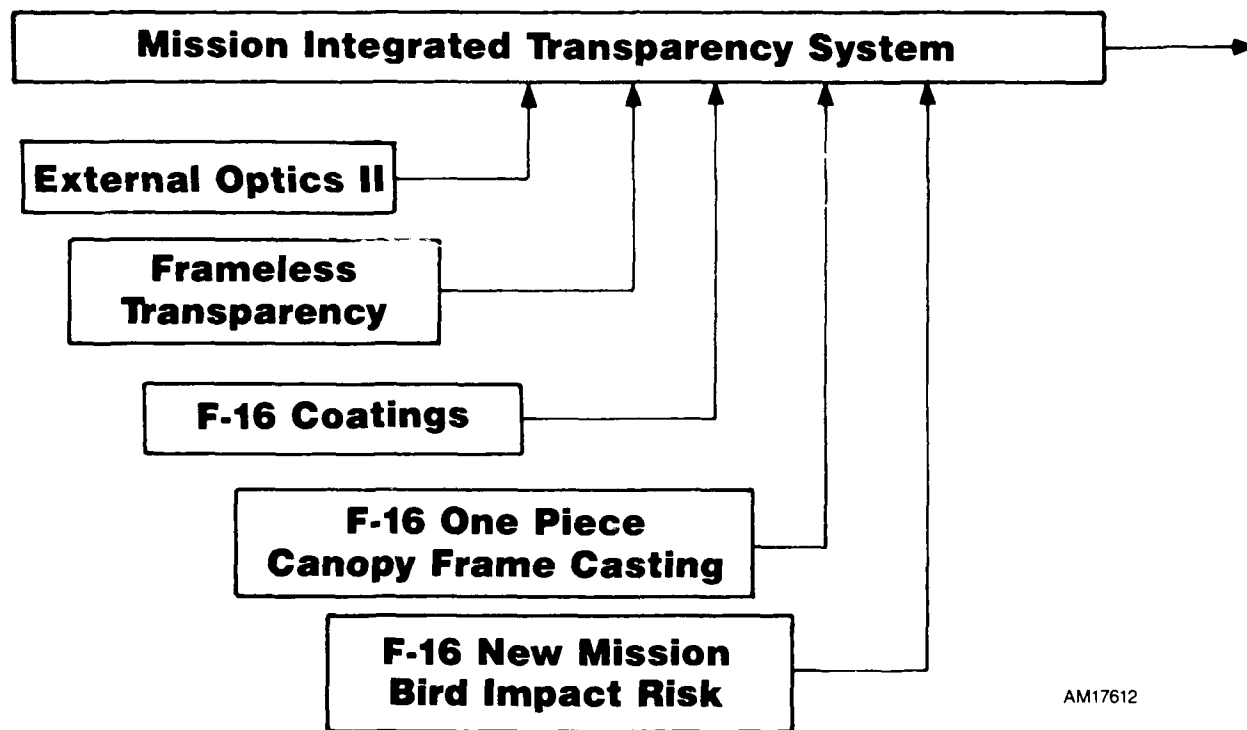 Mission Integrated Transparency System
External Optics II
Frameless
Transparency
F-16 Coatings
F-16 One Piece
Canopy Frame Casting
F-16 New Mission
Bird Impact Risk
AM17612